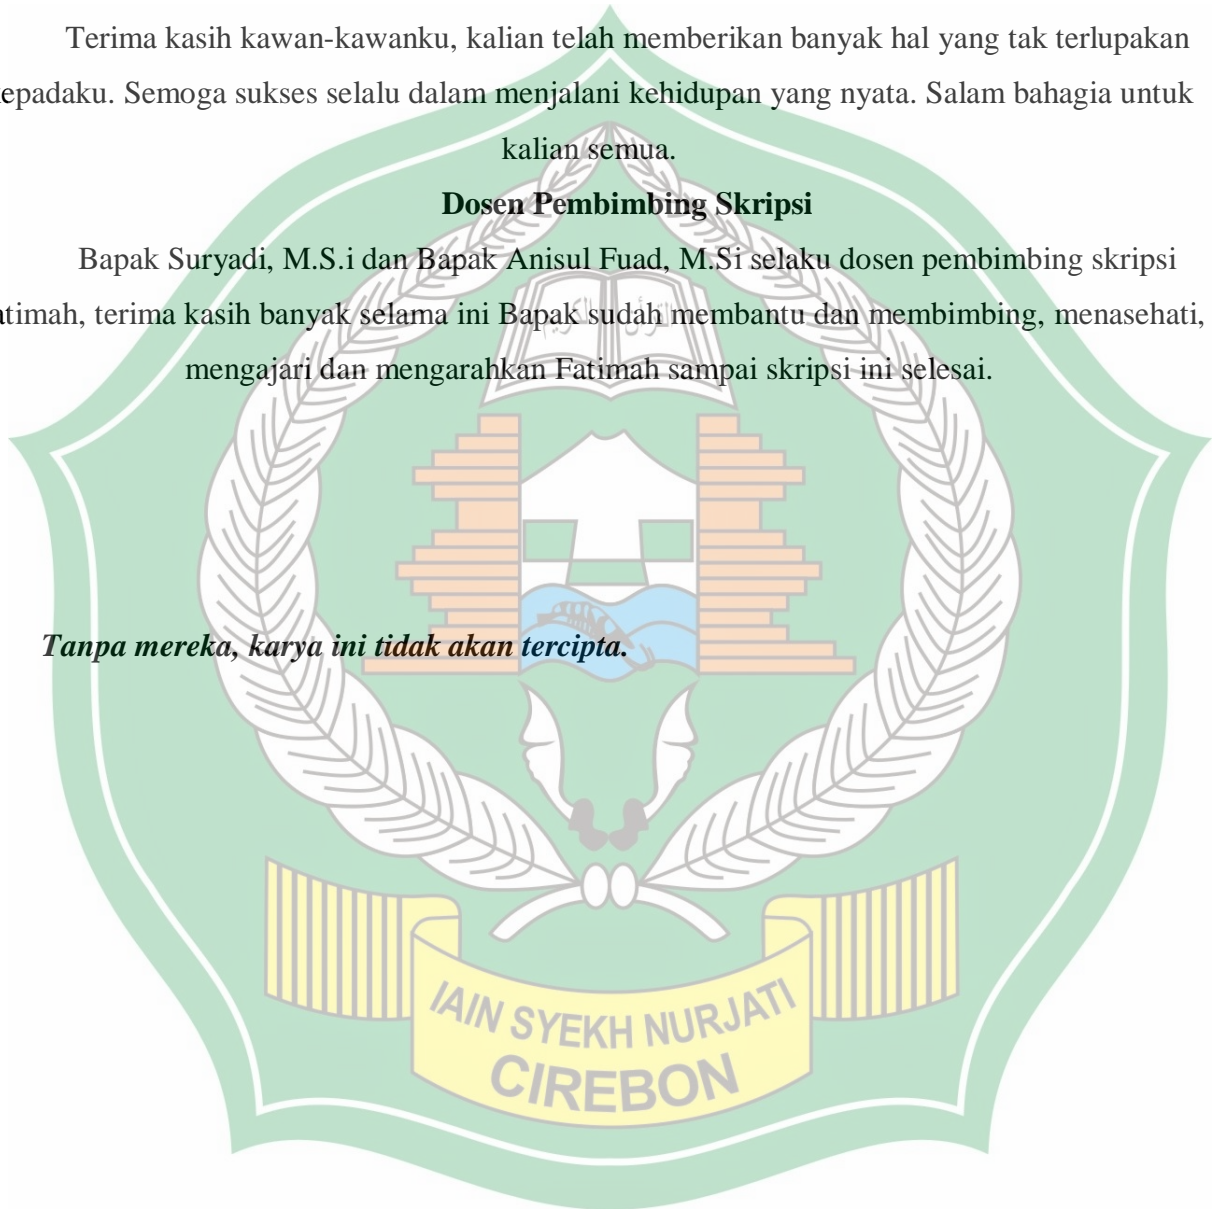 Terima kasih kawan-kawanku, kalian telah memberikan banyak hal yang tak terlupakan
epadaku. Semoga sukses selalu dalam menjalani kehidupan yang nyata. Salam bahagia untuk
kalian semua.
Dosen Pembimbing Skripsi
Bapak Suryadi, M.S.i dan Bapak Anisul Fuad, M.Si selaku dosen pembimbing skripsi
atimah, terima kasih banyak selama ini Bapak sudah membantu dan membimbing, menasehati,
mengajari dan mengarahkan Fatimah sampai skripsi ini selesai.
القرآن الكريم
Tanpa mereka, karya ini tidak akan tercipta.
IAIN SYEKH NURJATI
CIREBON